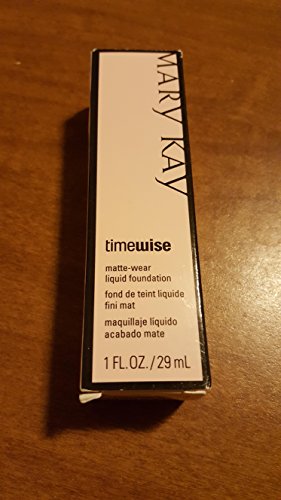 MARY KAY
timewise
matte-wear
liquid foundation
fond de teint liquide
fini mat
maquillaje líquido
acabado mate
1 FL.OZ./29 mL